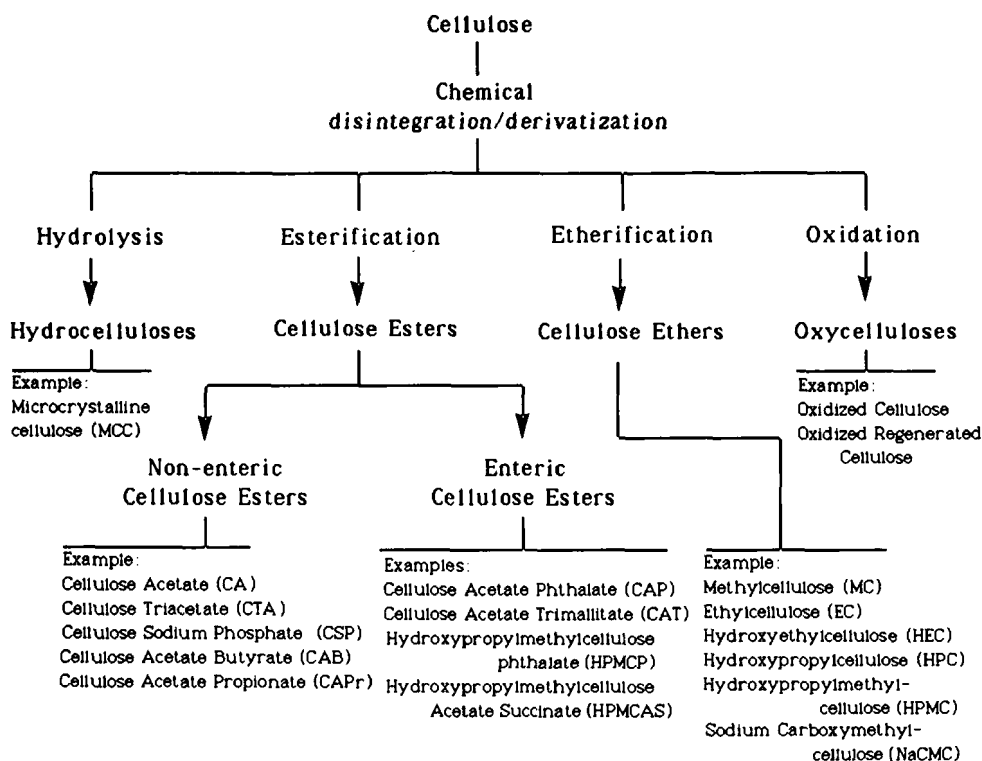 Cellulose
Chemical
disintegration/derivatization
Hydrolysis
Esterification
Etherification
Oxidation
Hydrocelluloses
Cellulose Esters
Cellulose Ethers
Oxycelluloses
Example:
Microcrystalline
cellulose (MCC)
Example:
Oxidized Cellulose
Oxidized Regenerated
Cellulose
Non-enteric
Cellulose Esters
Enteric
Cellulose Esters
Example:
Cellulose Acetate (CA)
Cellulose Triacetate (CTA)
Cellulose Sodium Phosphate (CSP)
Cellulose Acetate Butyrate (CAB)
Cellulose Acetate Propionate (CAPr)
Examples:
Cellulose Acetate Phthalate (CAP)
Cellulose Acetate Trimallitate (CAT)
Hydroxypropylmethylcellulose
phthalate (HPMCP)
Hydroxypropylmethylcellulose
Acetate Succinate (HPMCAS)
Example:
Methylcellulose (MC)
Ethylcellulose (EC)
Hydroxyethylcellulose (HEC)
Hydroxypropylcellulose (HPC)
Hydroxypropylmethyl-
cellulose (HPMC)
Sodium Carboxymethyl-
cellulose (NaCMC)